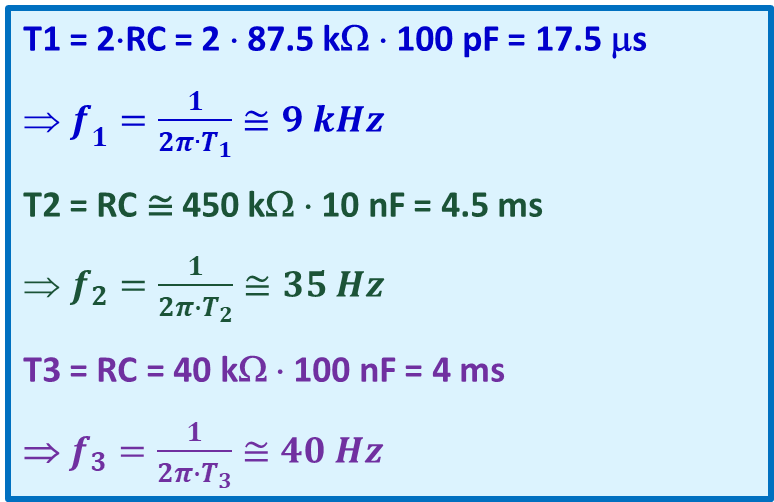 T1 = 2·RC = 2 · 87.5 kΩ · 100 pF = 17.5 μs
⇒ f₁ = 1/(2π·T₁) ≅ 9 kHz
T2 = RC ≅ 450 kΩ · 10 nF = 4.5 ms
⇒ f₂ = 1/(2π·T₂) ≅ 35 Hz
T3 = RC = 40 kΩ · 100 nF = 4 ms
⇒ f₃ = 1/(2π·T₃) ≅ 40 Hz